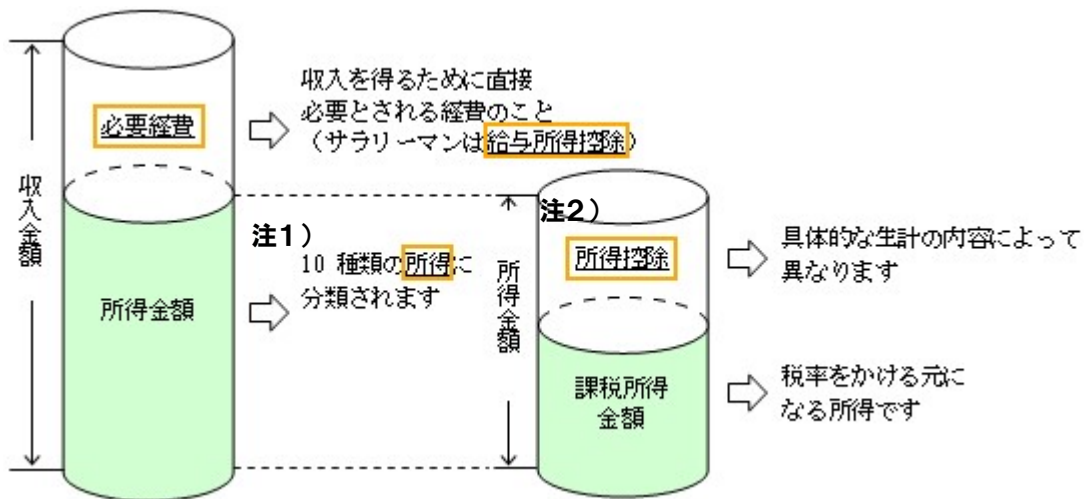 収入金額
必要経費
収入を得るために直接
必要とされる経費のこと
（サラリーマンは給与所得控除）
所得金額
注1）
10 種類の所得に
分類されます
所得金額
注2）
所得控除
具体的な生計の内容によって
異なります
課税所得
金額
税率をかける元に
なる所得です